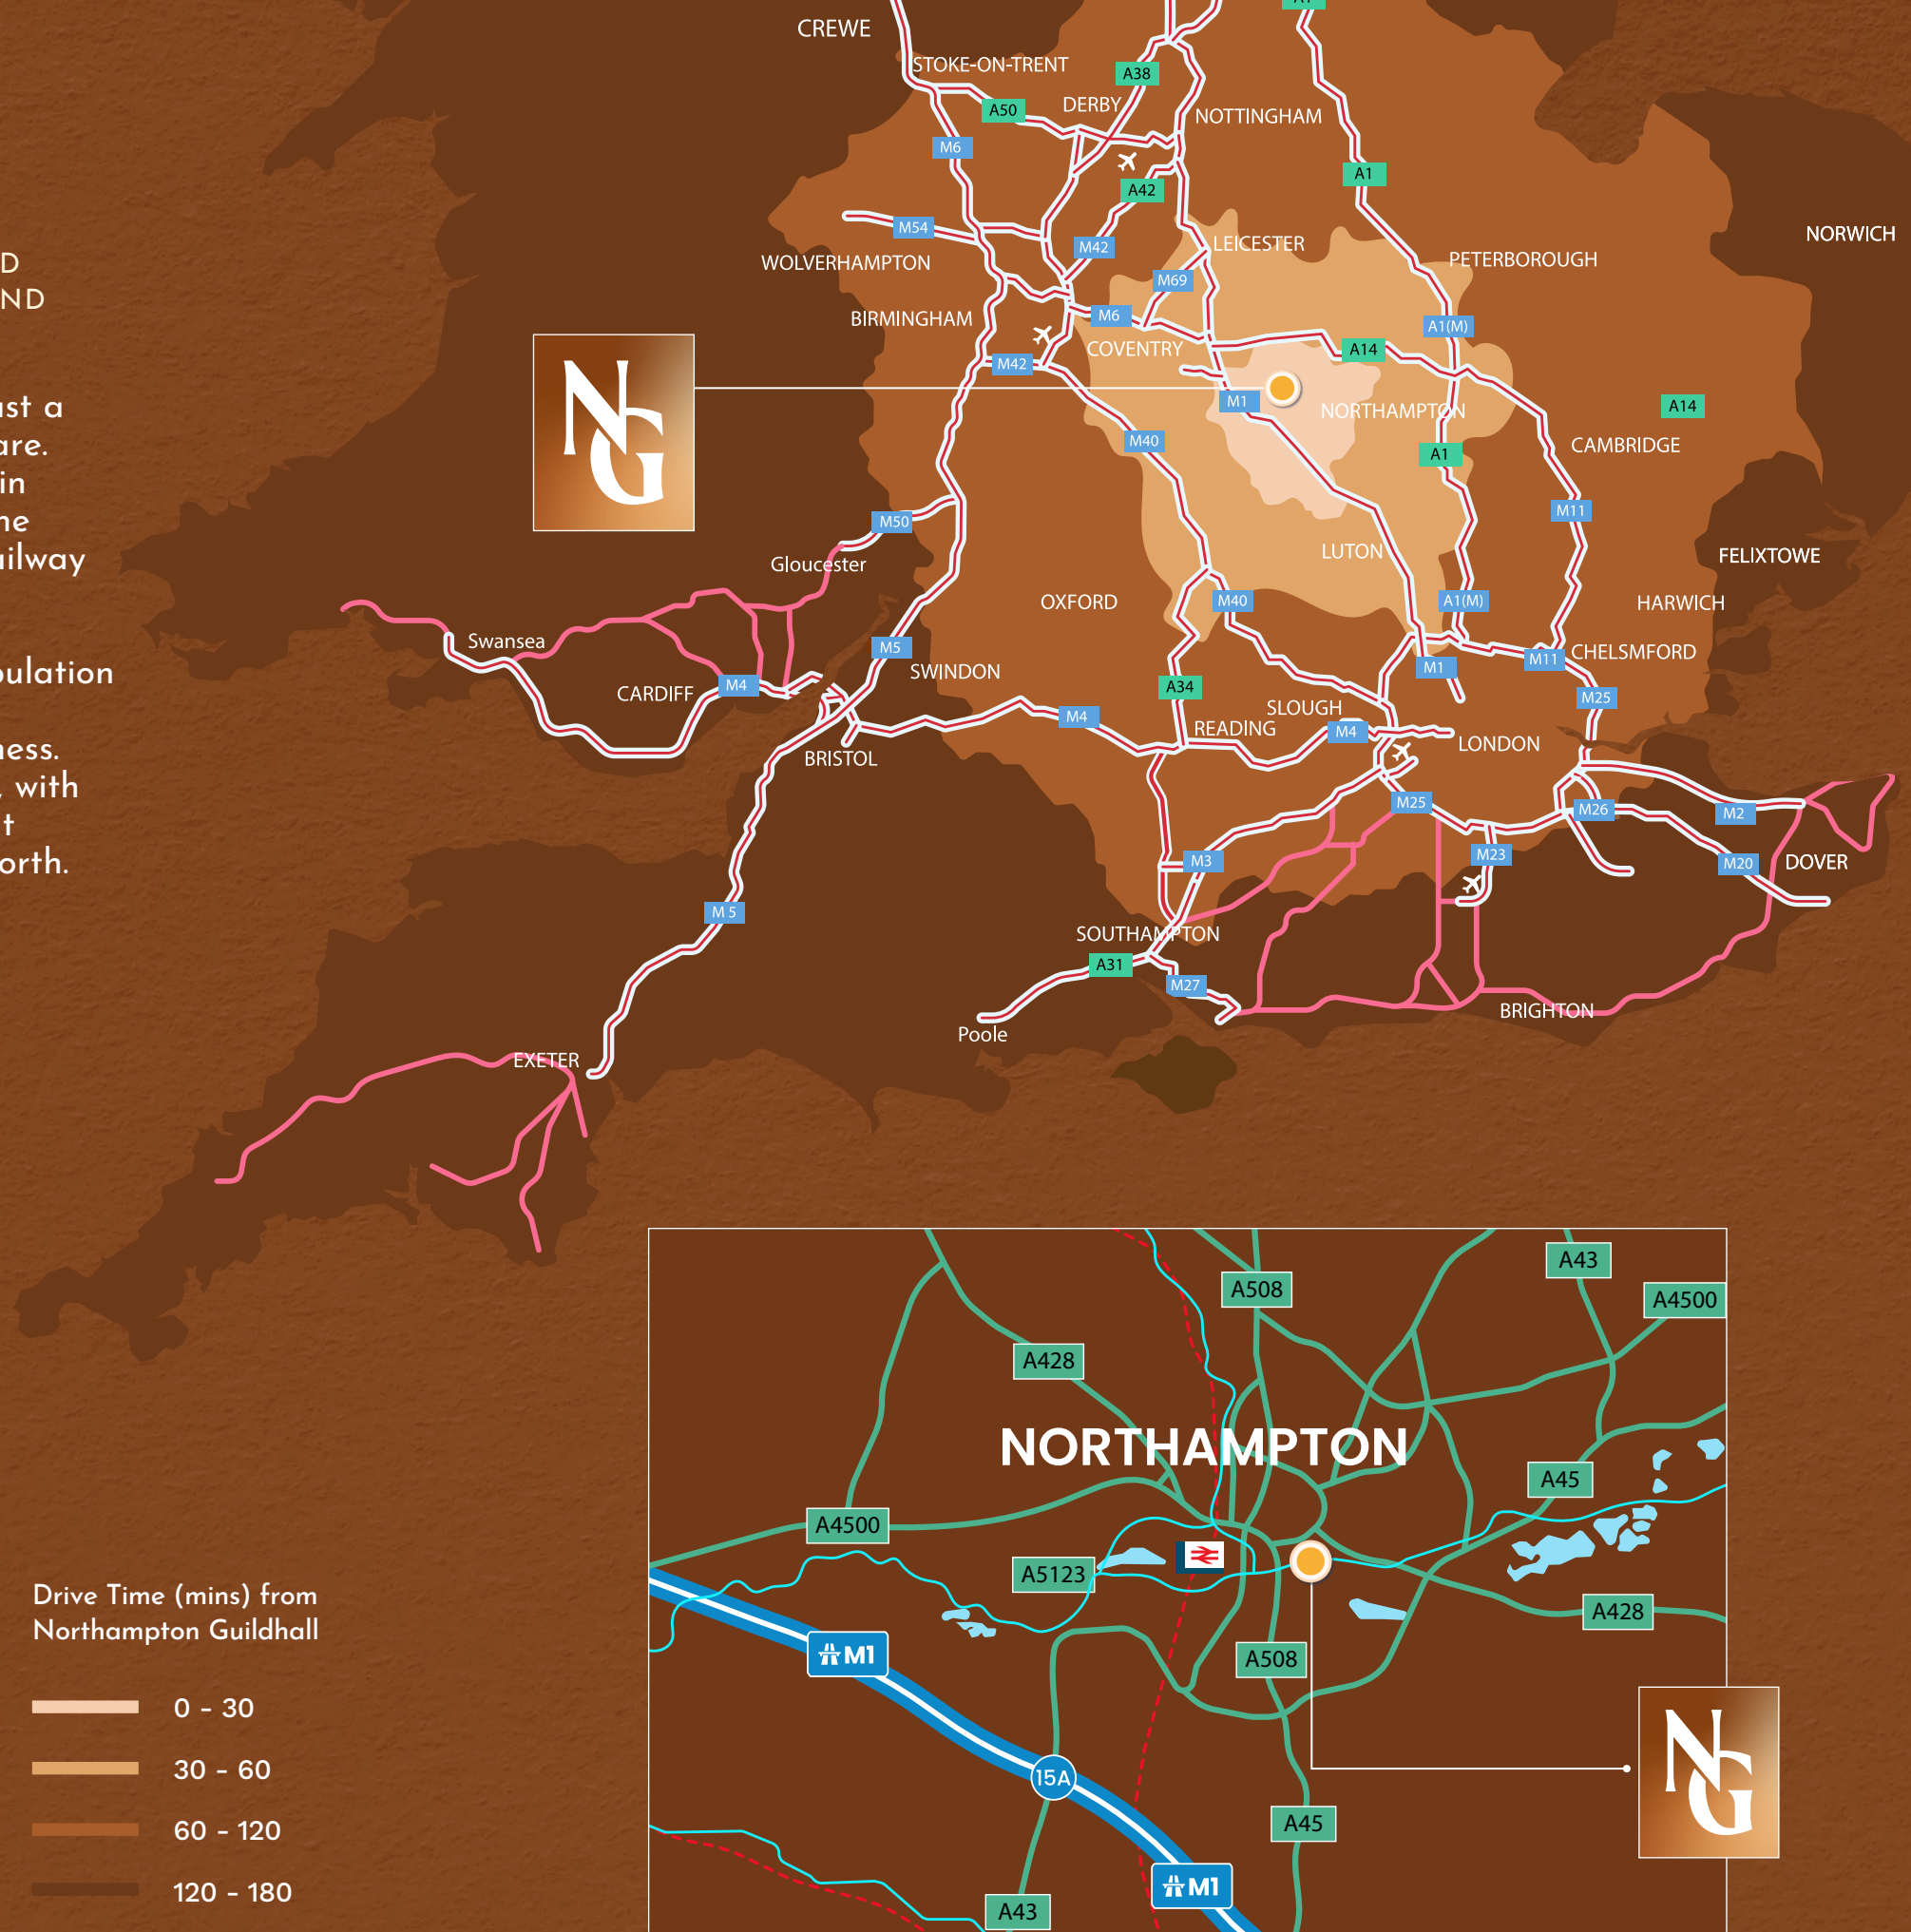 D
ND
ust a
are.
in
he
ailway
pulation
ness.
, with
t
orth.
CREWE
STOKE-ON-TRENT
A38
A1
A50
DERBY
NOTTINGHAM
M6
A1
A42
M54
M42
LEICESTER
NORWICH
WOLVERHAMPTON
PETERBOROUGH
M69
BIRMINGHAM
M6
A1(M)
COVENTRY
A14
M42
NG
M1
NORTHAMPTON
A14
M40
A1
CAMBRIDGE
M50
M11
Gloucester
LUTON
FELIXTOWE
OXFORD
M40
A1(M)
HARWICH
Swansea
M5
SWINDON
M11
CHELSMFORD
M1
CARDIFF
M4
A34
M25
SLOUGH
M4
READING
M4
LONDON
BRISTOL
M25
M26
M2
M3
M23
M20
DOVER
M 5
SOUTHAMPTON
A31
M27
BRIGHTON
Poole
EXETER
A43
A508
A4500
A428
NORTHAMPTON
A45
A4500
A5123
A428
M1
A508
NG
15A
A45
M1
A43
Drive Time (mins) from
Northampton Guildhall
0 - 30
30 - 60
60 - 120
120 - 180